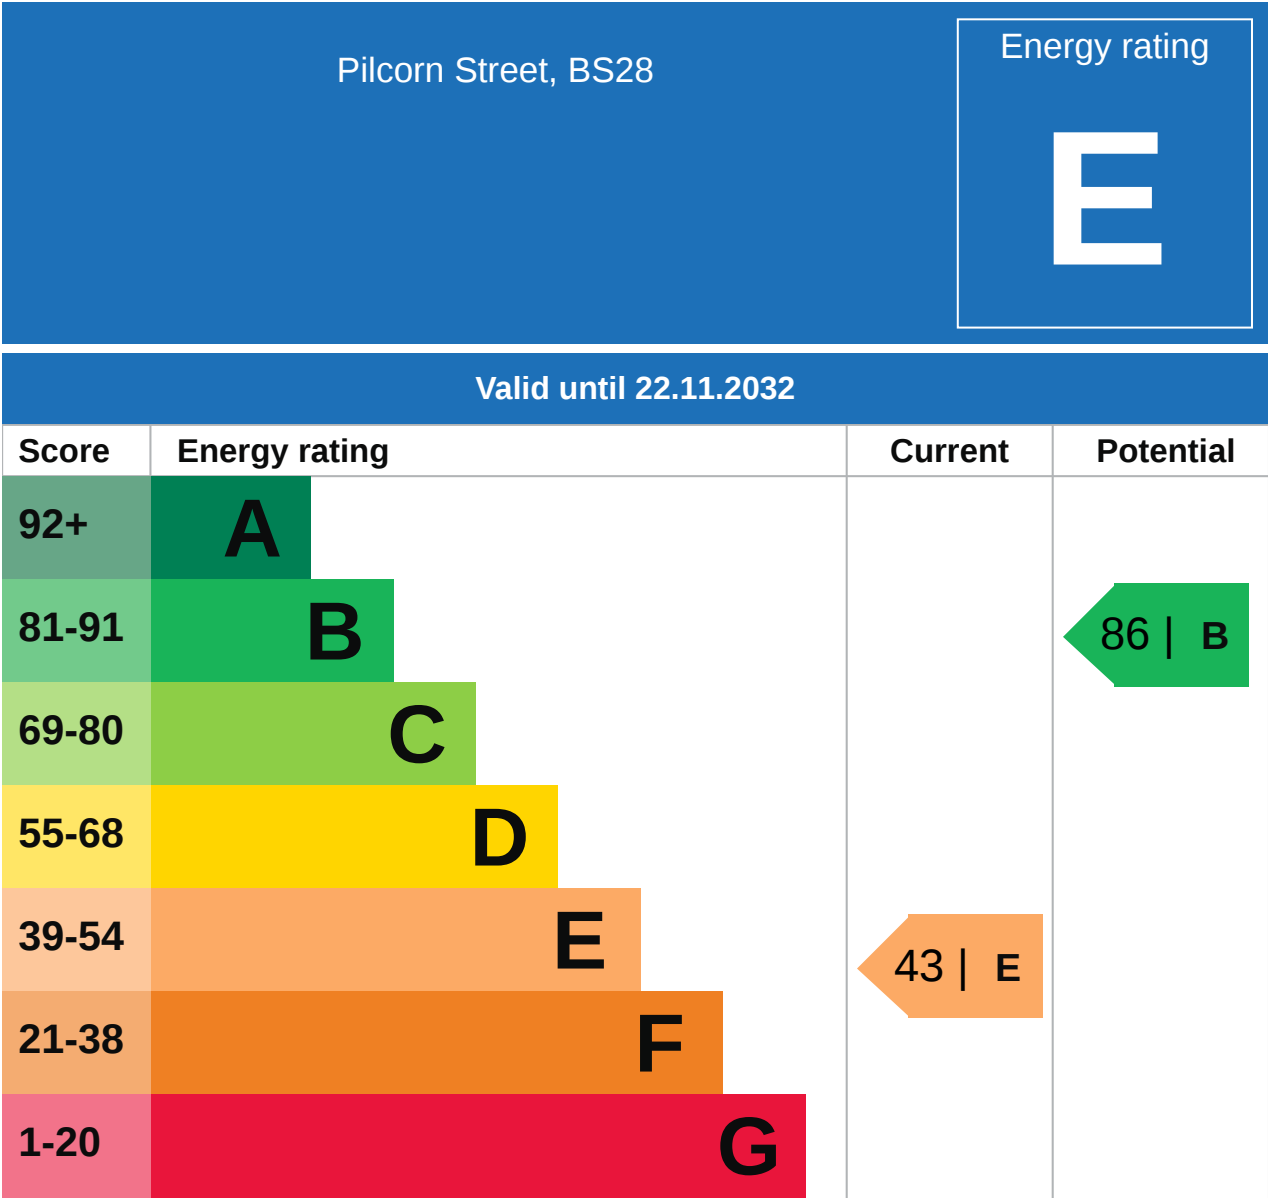 Pilcorn Street, BS28
Energy rating
E
Valid until 22.11.2032
Score Energy rating Current Potential
92+ A
81-91 B 86 | B
69-80 C
55-68 D
39-54 E 43 | E
21-38 F
1-20 G